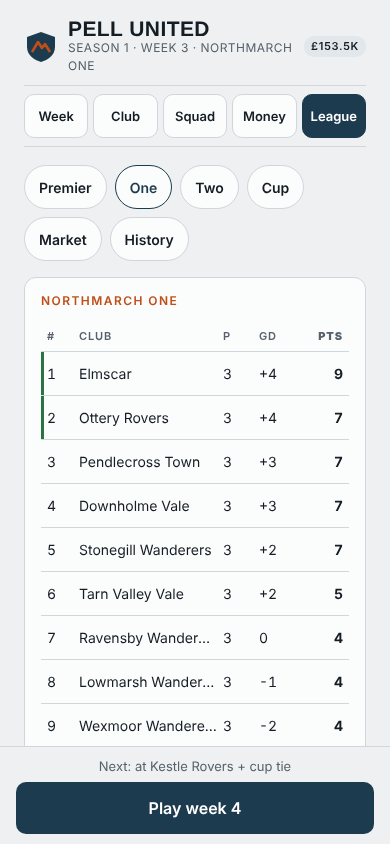 PELL UNITED
SEASON 1 · WEEK 3 · NORTHMARCH
ONE
£153.5K
Week Club Squad Money League
Premier One Two Cup
Market History
NORTHMARCH ONE
# CLUB P GD PTS
1 Elmscar 3 +4 9
2 Ottery Rovers 3 +4 7
3 Pendlecross Town 3 +3 7
4 Downholme Vale 3 +3 7
5 Stonegill Wanderers 3 +2 7
6 Tarn Valley Vale 3 +2 5
7 Ravensby Wander... 3 0 4
8 Lowmarsh Wander... 3 -1 4
9 Wexmoor Wandere... 3 -2 4
Next: at Kestle Rovers + cup tie
Play week 4